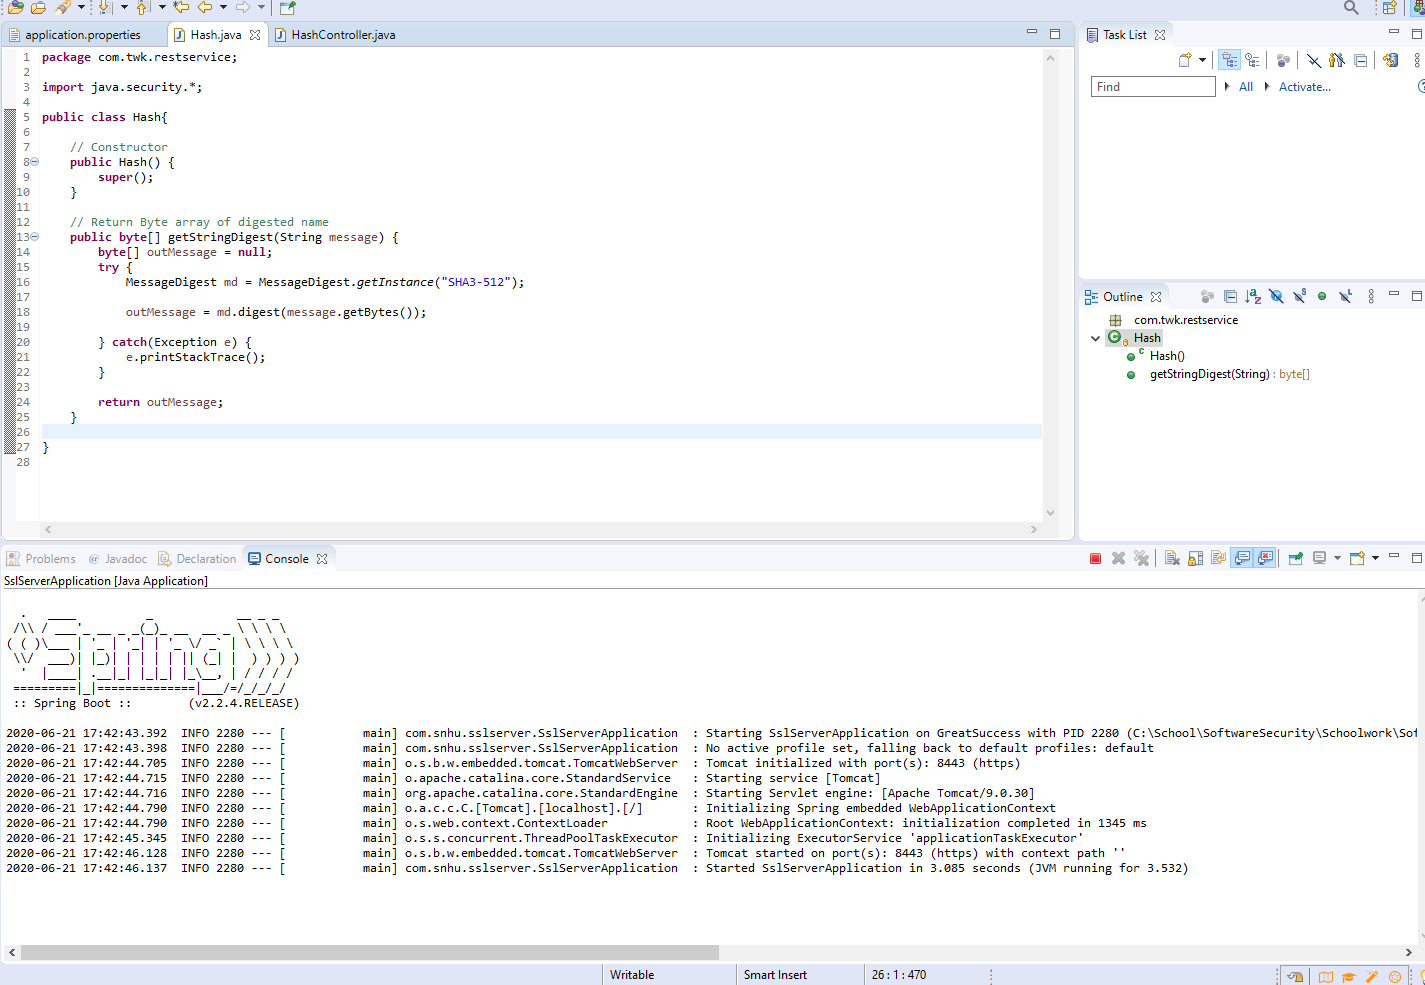 application.properties
Hash.java
HashController.java
1 package com.twk.restservice;
2
3 import java.security.*;
4
5 public class Hash{
6
7     // Constructor
8     public Hash() {
9         super();
10     }
11
12     // Return Byte array of digested name
13     public byte[] getStringDigest(String message) {
14         byte[] outMessage = null;
15         try {
16             MessageDigest md = MessageDigest.getInstance("SHA3-512");
17
18             outMessage = md.digest(message.getBytes());
19
20         } catch(Exception e) {
21             e.printStackTrace();
22         }
23
24         return outMessage;
25     }
26
27 }
28
Task List
Find
All
Activate...
Outline
com.twk.restservice
Hash
Hash()
getStringDigest(String) : byte[]
Problems
@ Javadoc
Declaration
Console
SslServerApplication [Java Application]
  .   ____          _            __ _ _
 /\\ / ___'_ __ _ _(_)_ __  __ _ \ \ \ \
( ( )\___ | '_ | '_| | '_ \/ _` | \ \ \ \
 \\/  ___)| |_)| | | | | || (_| |  ) ) ) )
  '  |____| .__|_| |_|_| |_\__, | / / / /
 =========|_|==============|___/=/_/_/_/
 :: Spring Boot ::        (v2.2.4.RELEASE)
2020-06-21 17:42:43.392  INFO 2280 --- [           main] com.snhu.sslserver.SslServerApplication  : Starting SslServerApplication on GreatSuccess with PID 2280 (C:\School\SoftwareSecurity\Schoolwork\Sof
2020-06-21 17:42:43.398  INFO 2280 --- [           main] com.snhu.sslserver.SslServerApplication  : No active profile set, falling back to default profiles: default
2020-06-21 17:42:44.705  INFO 2280 --- [           main] o.s.b.w.embedded.tomcat.TomcatWebServer  : Tomcat initialized with port(s): 8443 (https)
2020-06-21 17:42:44.715  INFO 2280 --- [           main] o.apache.catalina.core.StandardService   : Starting service [Tomcat]
2020-06-21 17:42:44.716  INFO 2280 --- [           main] org.apache.catalina.core.StandardEngine  : Starting Servlet engine: [Apache Tomcat/9.0.30]
2020-06-21 17:42:44.790  INFO 2280 --- [           main] o.a.c.c.C.[Tomcat].[localhost].[/]       : Initializing Spring embedded WebApplicationContext
2020-06-21 17:42:44.790  INFO 2280 --- [           main] o.s.web.context.ContextLoader            : Root WebApplicationContext: initialization completed in 1345 ms
2020-06-21 17:42:45.345  INFO 2280 --- [           main] o.s.s.concurrent.ThreadPoolTaskExecutor  : Initializing ExecutorService 'applicationTaskExecutor'
2020-06-21 17:42:46.128  INFO 2280 --- [           main] o.s.b.w.embedded.tomcat.TomcatWebServer  : Tomcat started on port(s): 8443 (https) with context path ''
2020-06-21 17:42:46.137  INFO 2280 --- [           main] com.snhu.sslserver.SslServerApplication  : Started SslServerApplication in 3.085 seconds (JVM running for 3.532)
Writable
Smart Insert
26 : 1 : 470